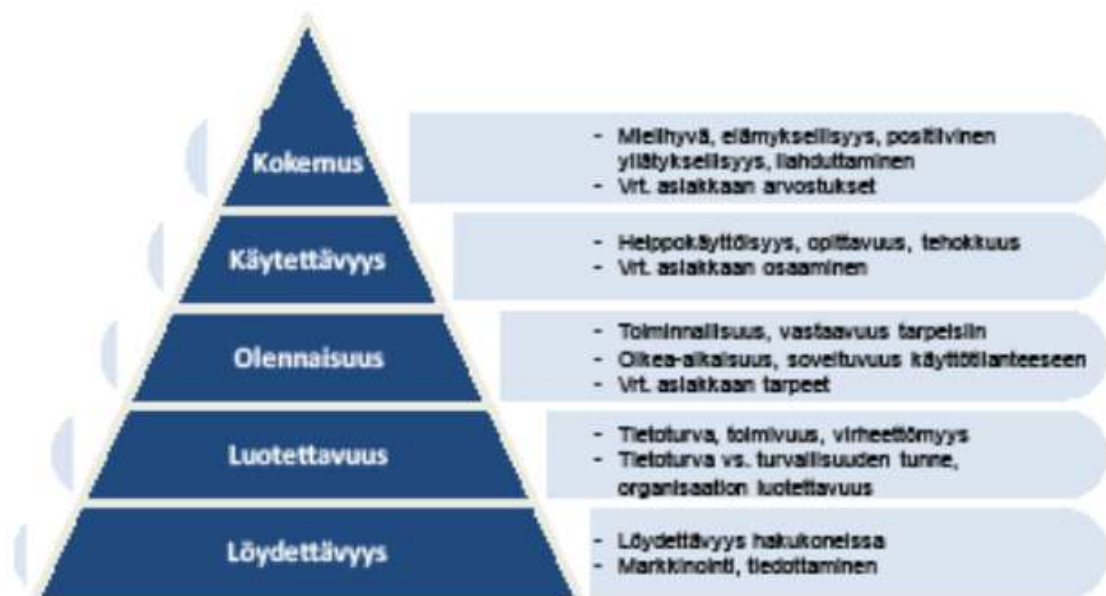 Kokemus
- Mielihyvä, elämyksellisyys, positiivinen
yllätyksellisyys, ilahduttaminen
- Vrt. asiakkaan arvostukset
Käytettävyys
- Helppokäyttöisyys, opittavuus, tehokkuus
- Vrt. asiakkaan osaaminen
Olennaisuus
- Toiminnallisuus, vastaavuus tarpeisiin
- Oikea-aikaisuus, soveltuvuus käyttötilanteeseen
- Vrt. asiakkaan tarpeet
Luotettavuus
- Tietoturva, toimivuus, virheettömyys
- Tietoturva vs. turvallisuuden tunne,
organisaation luotettavuus
Löydettävyys
- Löydettävyys hakukoneissa
- Markkinointi, tiedottaminen